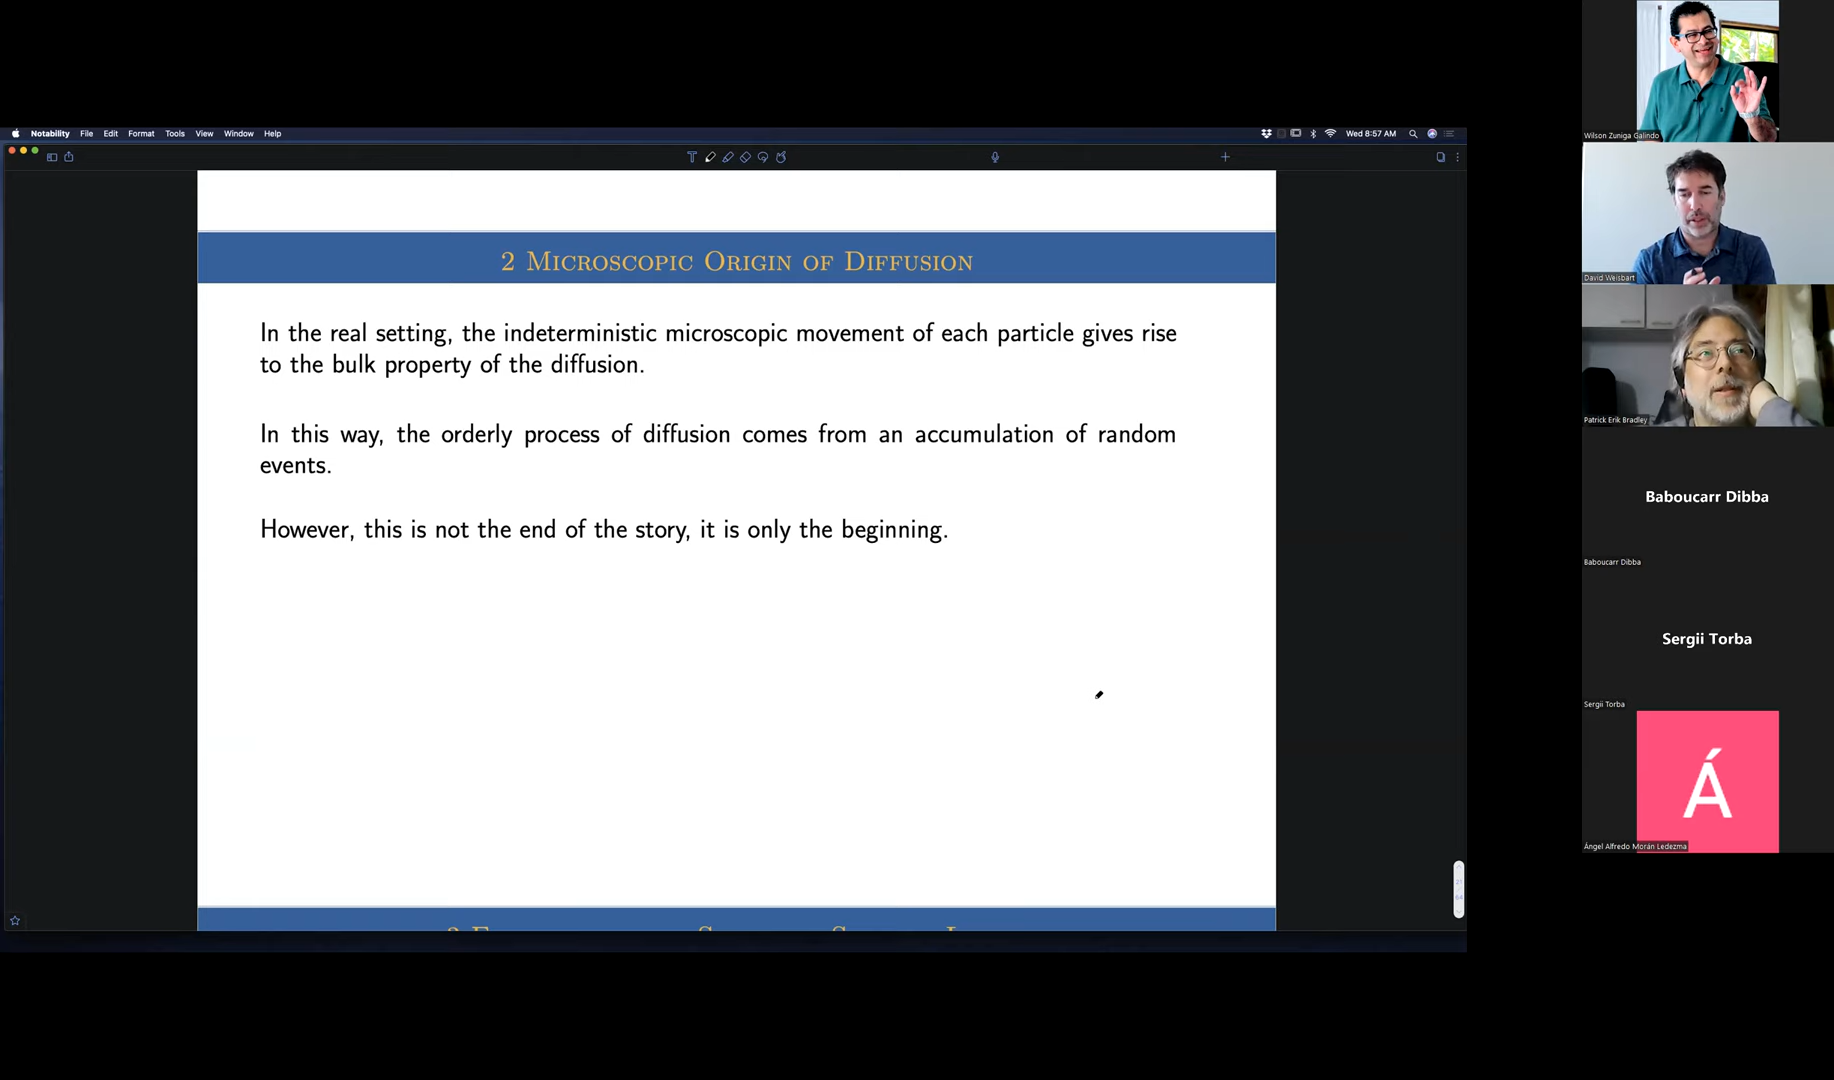 Notability File Edit Format Tools View Window Help
Wed 8:57 AM
2 Microscopic Origin of Diffusion
In the real setting, the indeterministic microscopic movement of each particle gives rise
to the bulk property of the diffusion.
In this way, the orderly process of diffusion comes from an accumulation of random
events.
However, this is not the end of the story, it is only the beginning.
Wilson Zuniga Galindo
David Weisbart
Patrick Erik Bradley
Baboucarr Dibba
Baboucarr Dibba
Sergii Torba
Sergii Torba
Á
Ángel Alfredo Morán Ledezma